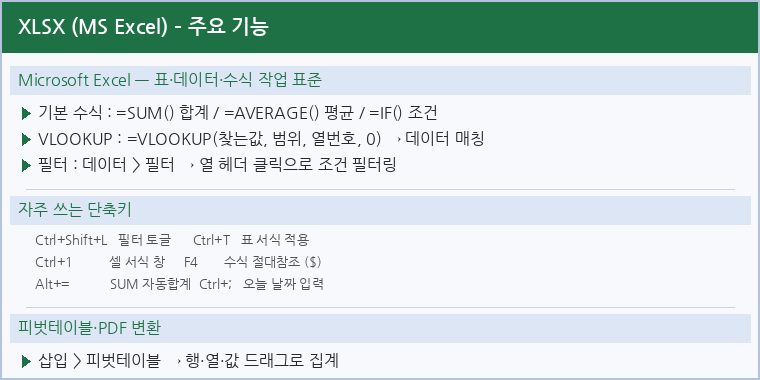 XLSX (MS Excel) - 주요 기능
Microsoft Excel — 표·데이터·수식 작업 표준
▶ 기본 수식 : =SUM() 합계 / =AVERAGE() 평균 / =IF() 조건
▶ VLOOKUP : =VLOOKUP(찾는값, 범위, 열번호, 0) → 데이터 매칭
▶ 필터 : 데이터 > 필터 → 열 헤더 클릭으로 조건 필터링
자주 쓰는 단축키
Ctrl+Shift+L 필터 토글 Ctrl+T 표 서식 적용
Ctrl+1 셀 서식 창 F4 수식 절대참조 ($)
Alt+= SUM 자동합계 Ctrl+; 오늘 날짜 입력
피벗테이블·PDF 변환
▶ 삽입 > 피벗테이블 → 행·열·값 드래그로 집계